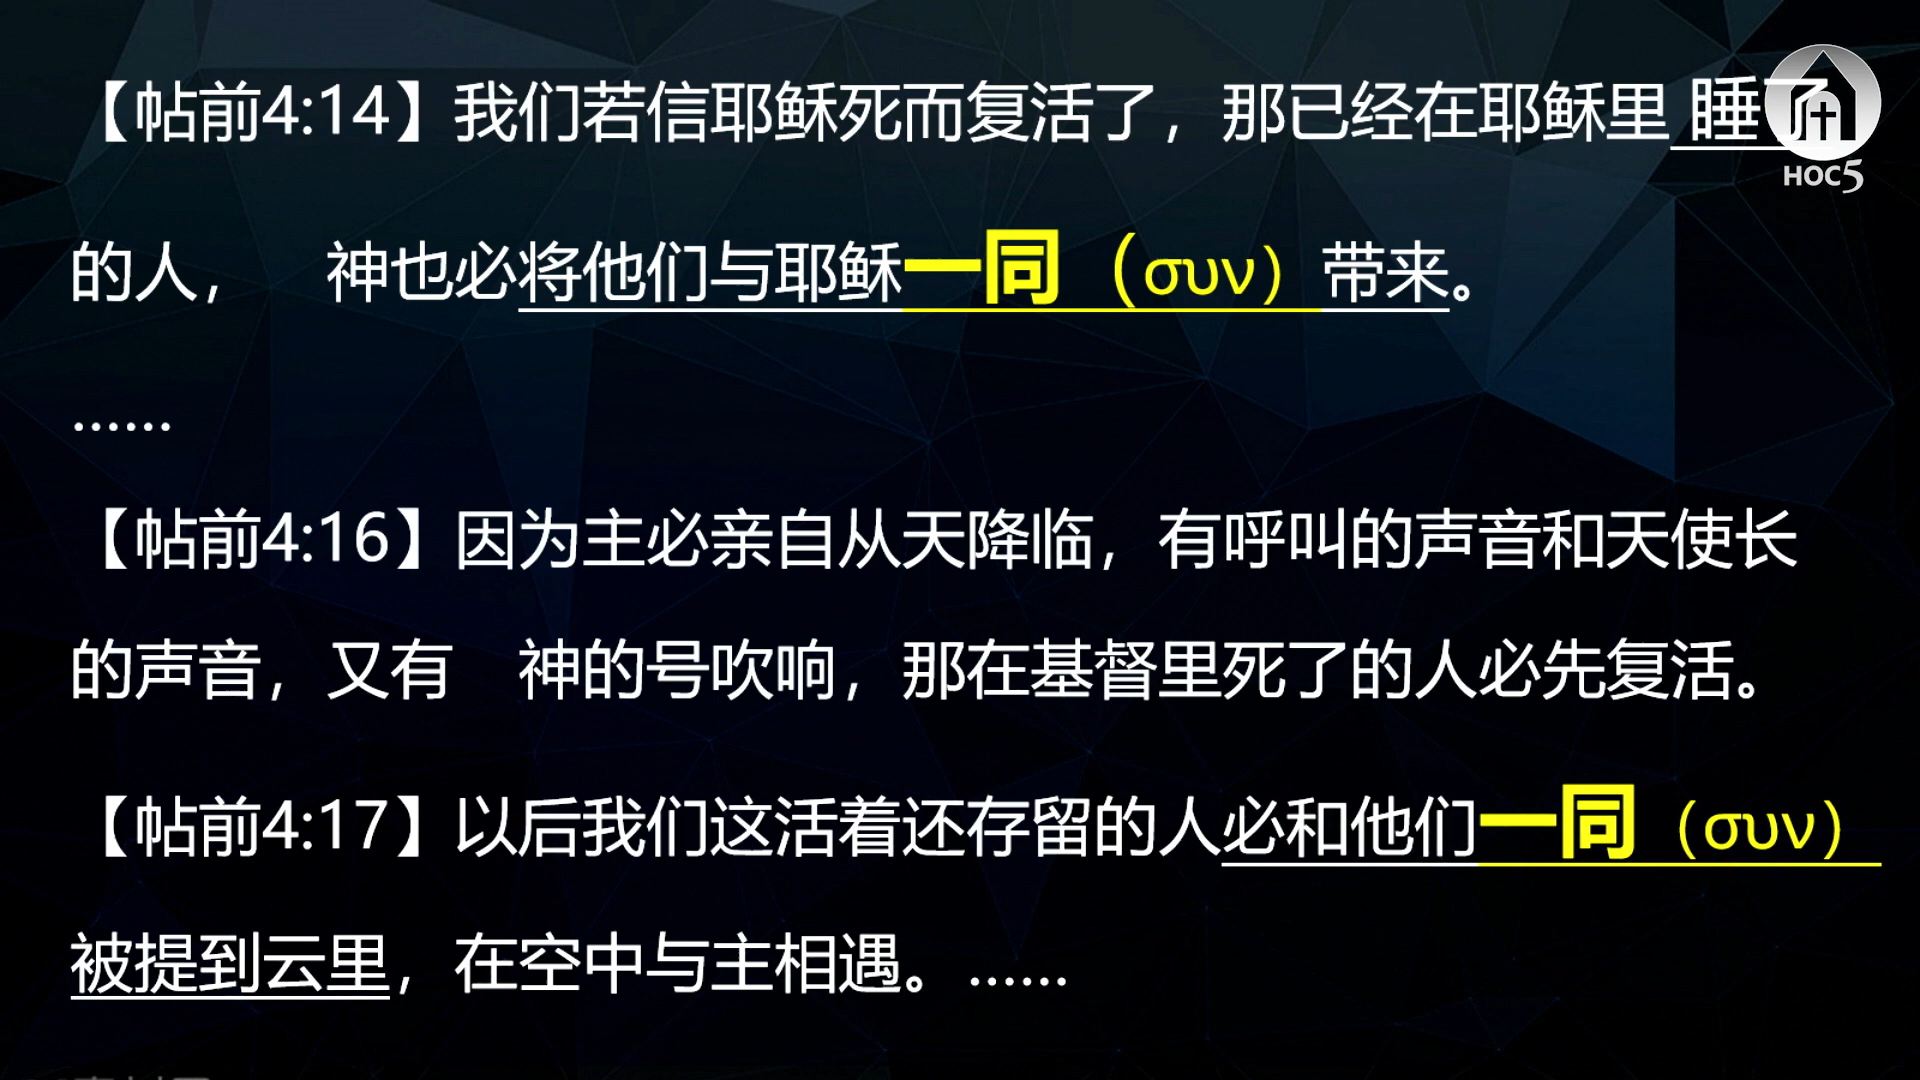 【帖前4:14】我们若信耶稣死而复活了，那已经在耶稣里 睡了
HOC5
的人，　神也必将他们与耶稣一同（συν）带来。
……
【帖前4:16】因为主必亲自从天降临，有呼叫的声音和天使长
的声音，又有　神的号吹响，那在基督里死了的人必先复活。
【帖前4:17】以后我们这活着还存留的人必和他们一同（συν）
被提到云里，在空中与主相遇。……